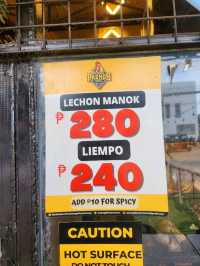 LECHON MANOK
₱280
LIEMPO
₱240
ADD ₱10 FOR SPICY
CAUTION
HOT SURFACE
DO NOT TOUCH